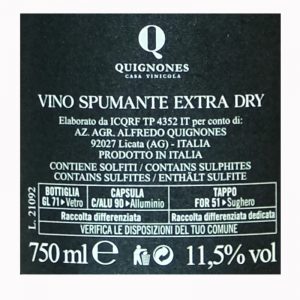 Q
QUIGNONES
CASA VINICOLA
VINO SPUMANTE EXTRA DRY
Elaborato da ICQRF TP 4352 IT per conto di:
AZ. AGR. ALFREDO QUIGNONES
92027 Licata (AG) - ITALIA
PRODOTTO IN ITALIA
CONTIENE SOLFITI / CONTAINS SULPHITES
CONTAINS SULFITES / ENTHÄLT SULFITE
BOTTIGLIA CAPSULA TAPPO
GL 71 Vetro C/ALU 90 Alluminio FOR 51 Sughero
Raccolta differenziata Raccolta differenziata dedicata
VERIFICA LE DISPOSIZIONI DEL TUO COMUNE
750 ml e 11,5% vol
L. 21092